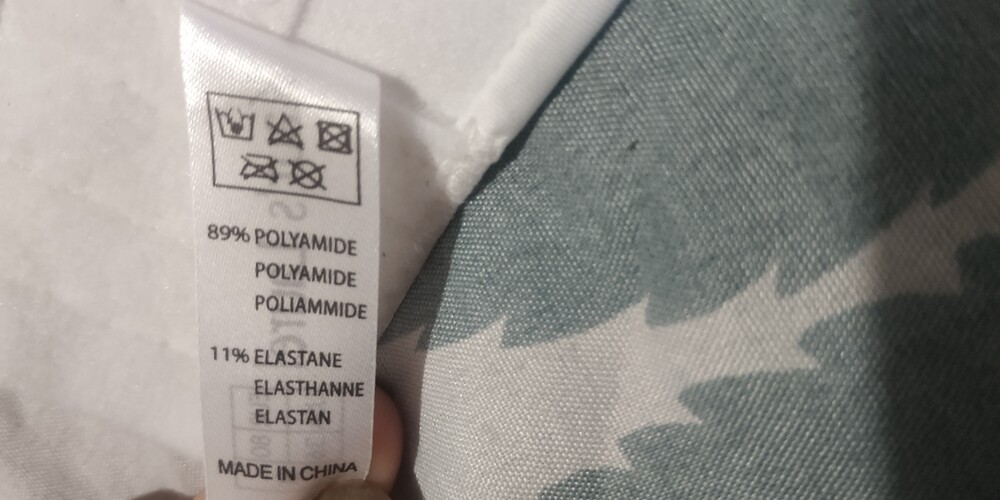 89% POLYAMIDE
POLYAMIDE
POLIAMMIDE
11% ELASTANE
ELASTHANNE
ELASTAN
MADE IN CHINA